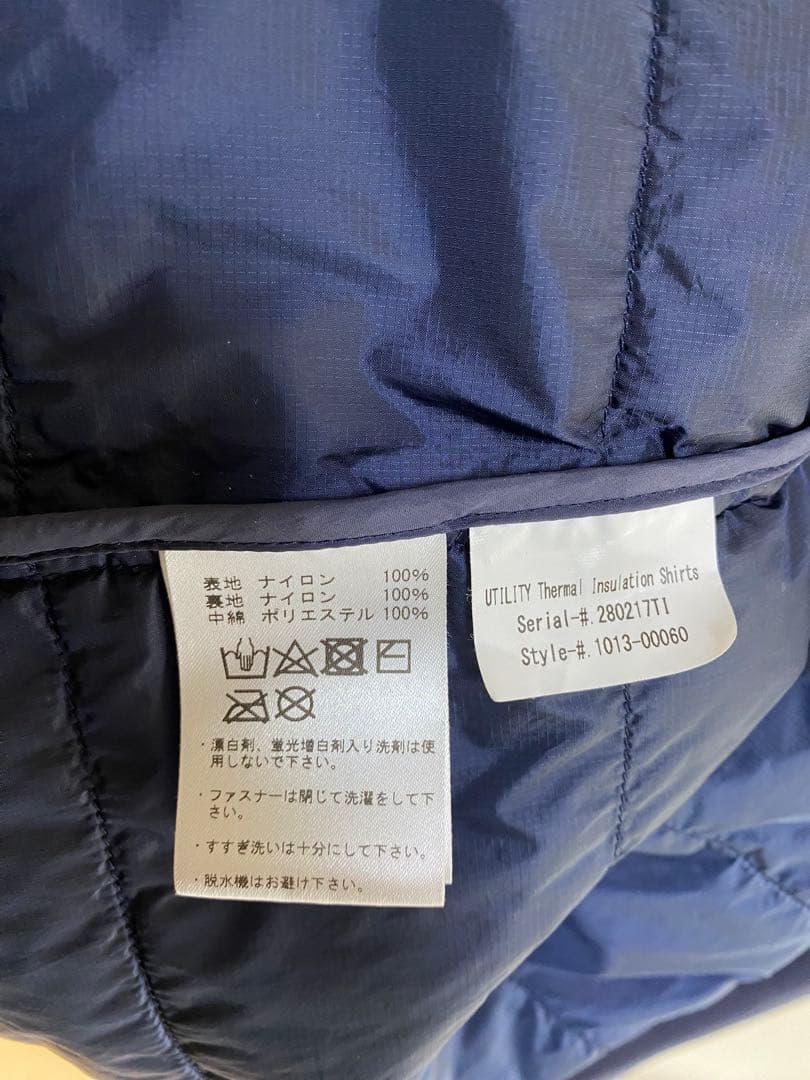 表地 ナイロン 100%
裏地 ナイロン 100%
中綿 ポリエステル 100%
・漂白剤、蛍光増白剤入り洗剤は使
用しないで下さい。
・ファスナーは閉じて洗濯をして下
さい。
・すすぎ洗いは十分にして下さい。
・脱水機はお避け下さい。
UTILITY Thermal Insulation Shirts
Serial-#.280217TI
Style-#.1013-00060